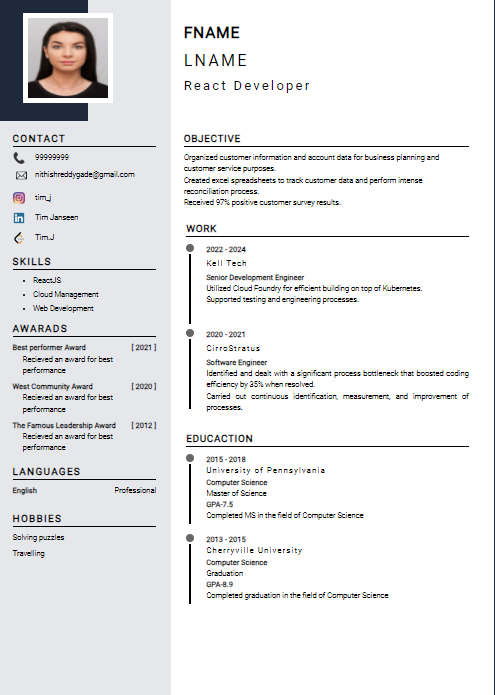 FNAME
LNAME
React Developer
CONTACT
99999999
nithishreddygade@gmail.com
tim_j
Tim Janseen
Tim.J
SKILLS
ReactJS
Cloud Management
Web Development
AWARADS
Best performer Award [ 2021 ]
Recieved an award for best
performance
West Community Award [ 2020 ]
Recieved an award for best
performance
The Famous Leadership Award [ 2012 ]
Recieved an award for best
performance
LANGUAGES
English Professional
HOBBIES
Solving puzzles
Travelling
OBJECTIVE
Organized customer information and account data for business planning and
customer service purposes.
Created excel spreadsheets to track customer data and perform intense
reconciliation process.
Received 97% positive customer survey results.
WORK
2022 - 2024
Kell Tech
Senior Development Engineer
Utilized Cloud Foundry for efficient building on top of Kubernetes.
Supported testing and engineering processes.
2020 - 2021
CirroStratus
Software Engineer
Identified and dealt with a significant process bottleneck that boosted coding
efficiency by 35% when resolved.
Carried out continuous identification, measurement, and improvement of
processes.
EDUCACTION
2015 - 2018
University of Pennsylvania
Computer Science
Master of Science
GPA-7.5
Completed MS in the field of Computer Science
2013 - 2015
Cherryville University
Computer Science
Graduation
GPA-8.9
Completed graduation in the field of Computer Science